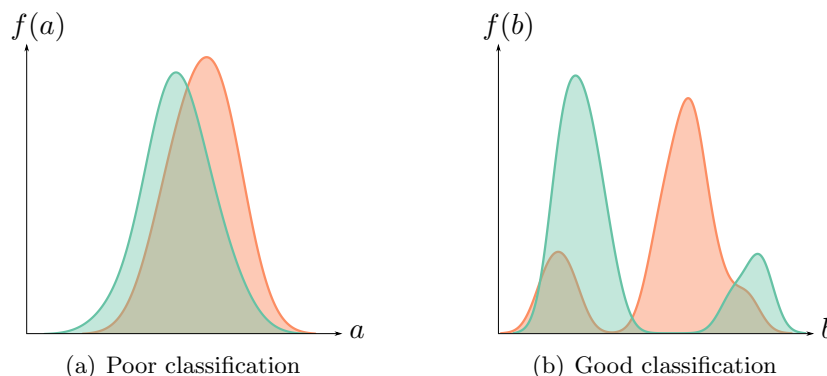 f(a)
a
(a) Poor classification
f(b)
b
(b) Good classification